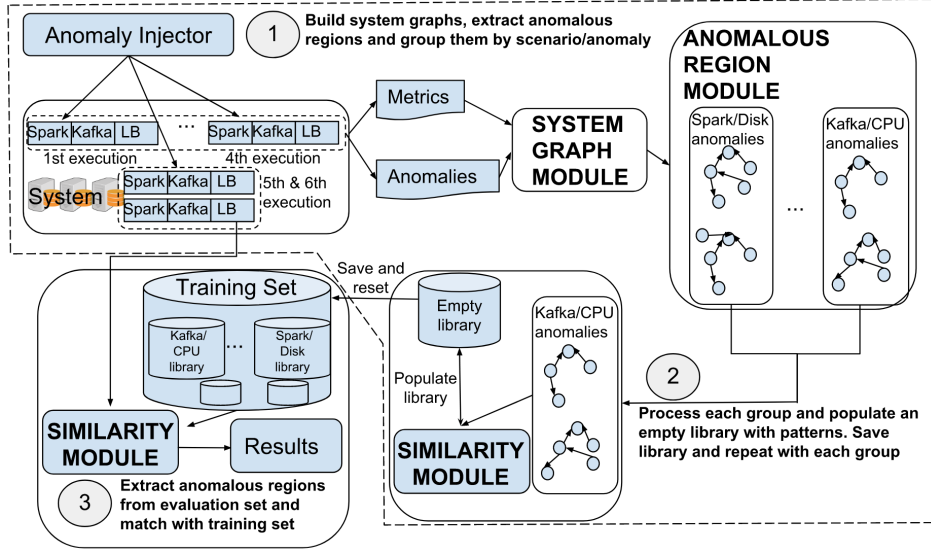 Anomaly Injector
1
Build system graphs, extract anomalous
regions and group them by scenario/anomaly
Spark Kafka LB
...
Spark Kafka LB
1st execution
4th execution
System
Spark Kafka LB
Spark Kafka LB
5th & 6th
execution
Metrics
Anomalies
SYSTEM
GRAPH
MODULE
ANOMALOUS
REGION
MODULE
Spark/Disk
anomalies
...
Kafka/CPU
anomalies
2
Process each group and populate an
empty library with patterns. Save
library and repeat with each group
Empty
library
Kafka/CPU
anomalies
Populate
library
SIMILARITY
MODULE
Save and
reset
Training Set
Kafka/
CPU
library
...
Spark/
Disk
library
SIMILARITY
MODULE
Results
3
Extract anomalous regions
from evaluation set and
match with training set